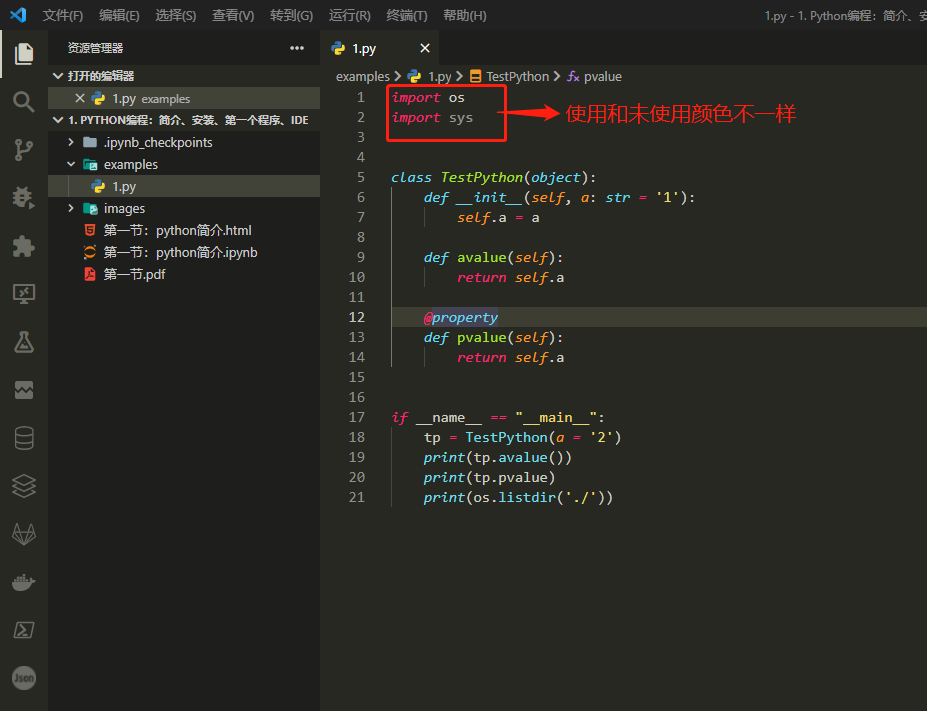 文件(F) 编辑(E) 选择(S) 查看(V) 转到(G) 运行(R) 终端(T) 帮助(H) 1.py - 1. Python编程：简介、安
资源管理器
打开的编辑器
1.py examples
1. PYTHON编程：简介、安装、第一个程序、IDE
.ipynb_checkpoints
examples
1.py
images
第一节：python简介.html
第一节：python简介.ipynb
第一节.pdf
Json
1.py
examples > 1.py > TestPython > pvalue
1 import os
2 import sys
使用和未使用颜色不一样
3
4
5 class TestPython(object):
6 def __init__(self, a: str = '1'):
7 self.a = a
8
9 def avalue(self):
10 return self.a
11
12 @property
13 def pvalue(self):
14 return self.a
15
16
17 if __name__ == "__main__":
18 tp = TestPython(a = '2')
19 print(tp.avalue())
20 print(tp.pvalue)
21 print(os.listdir('./'))